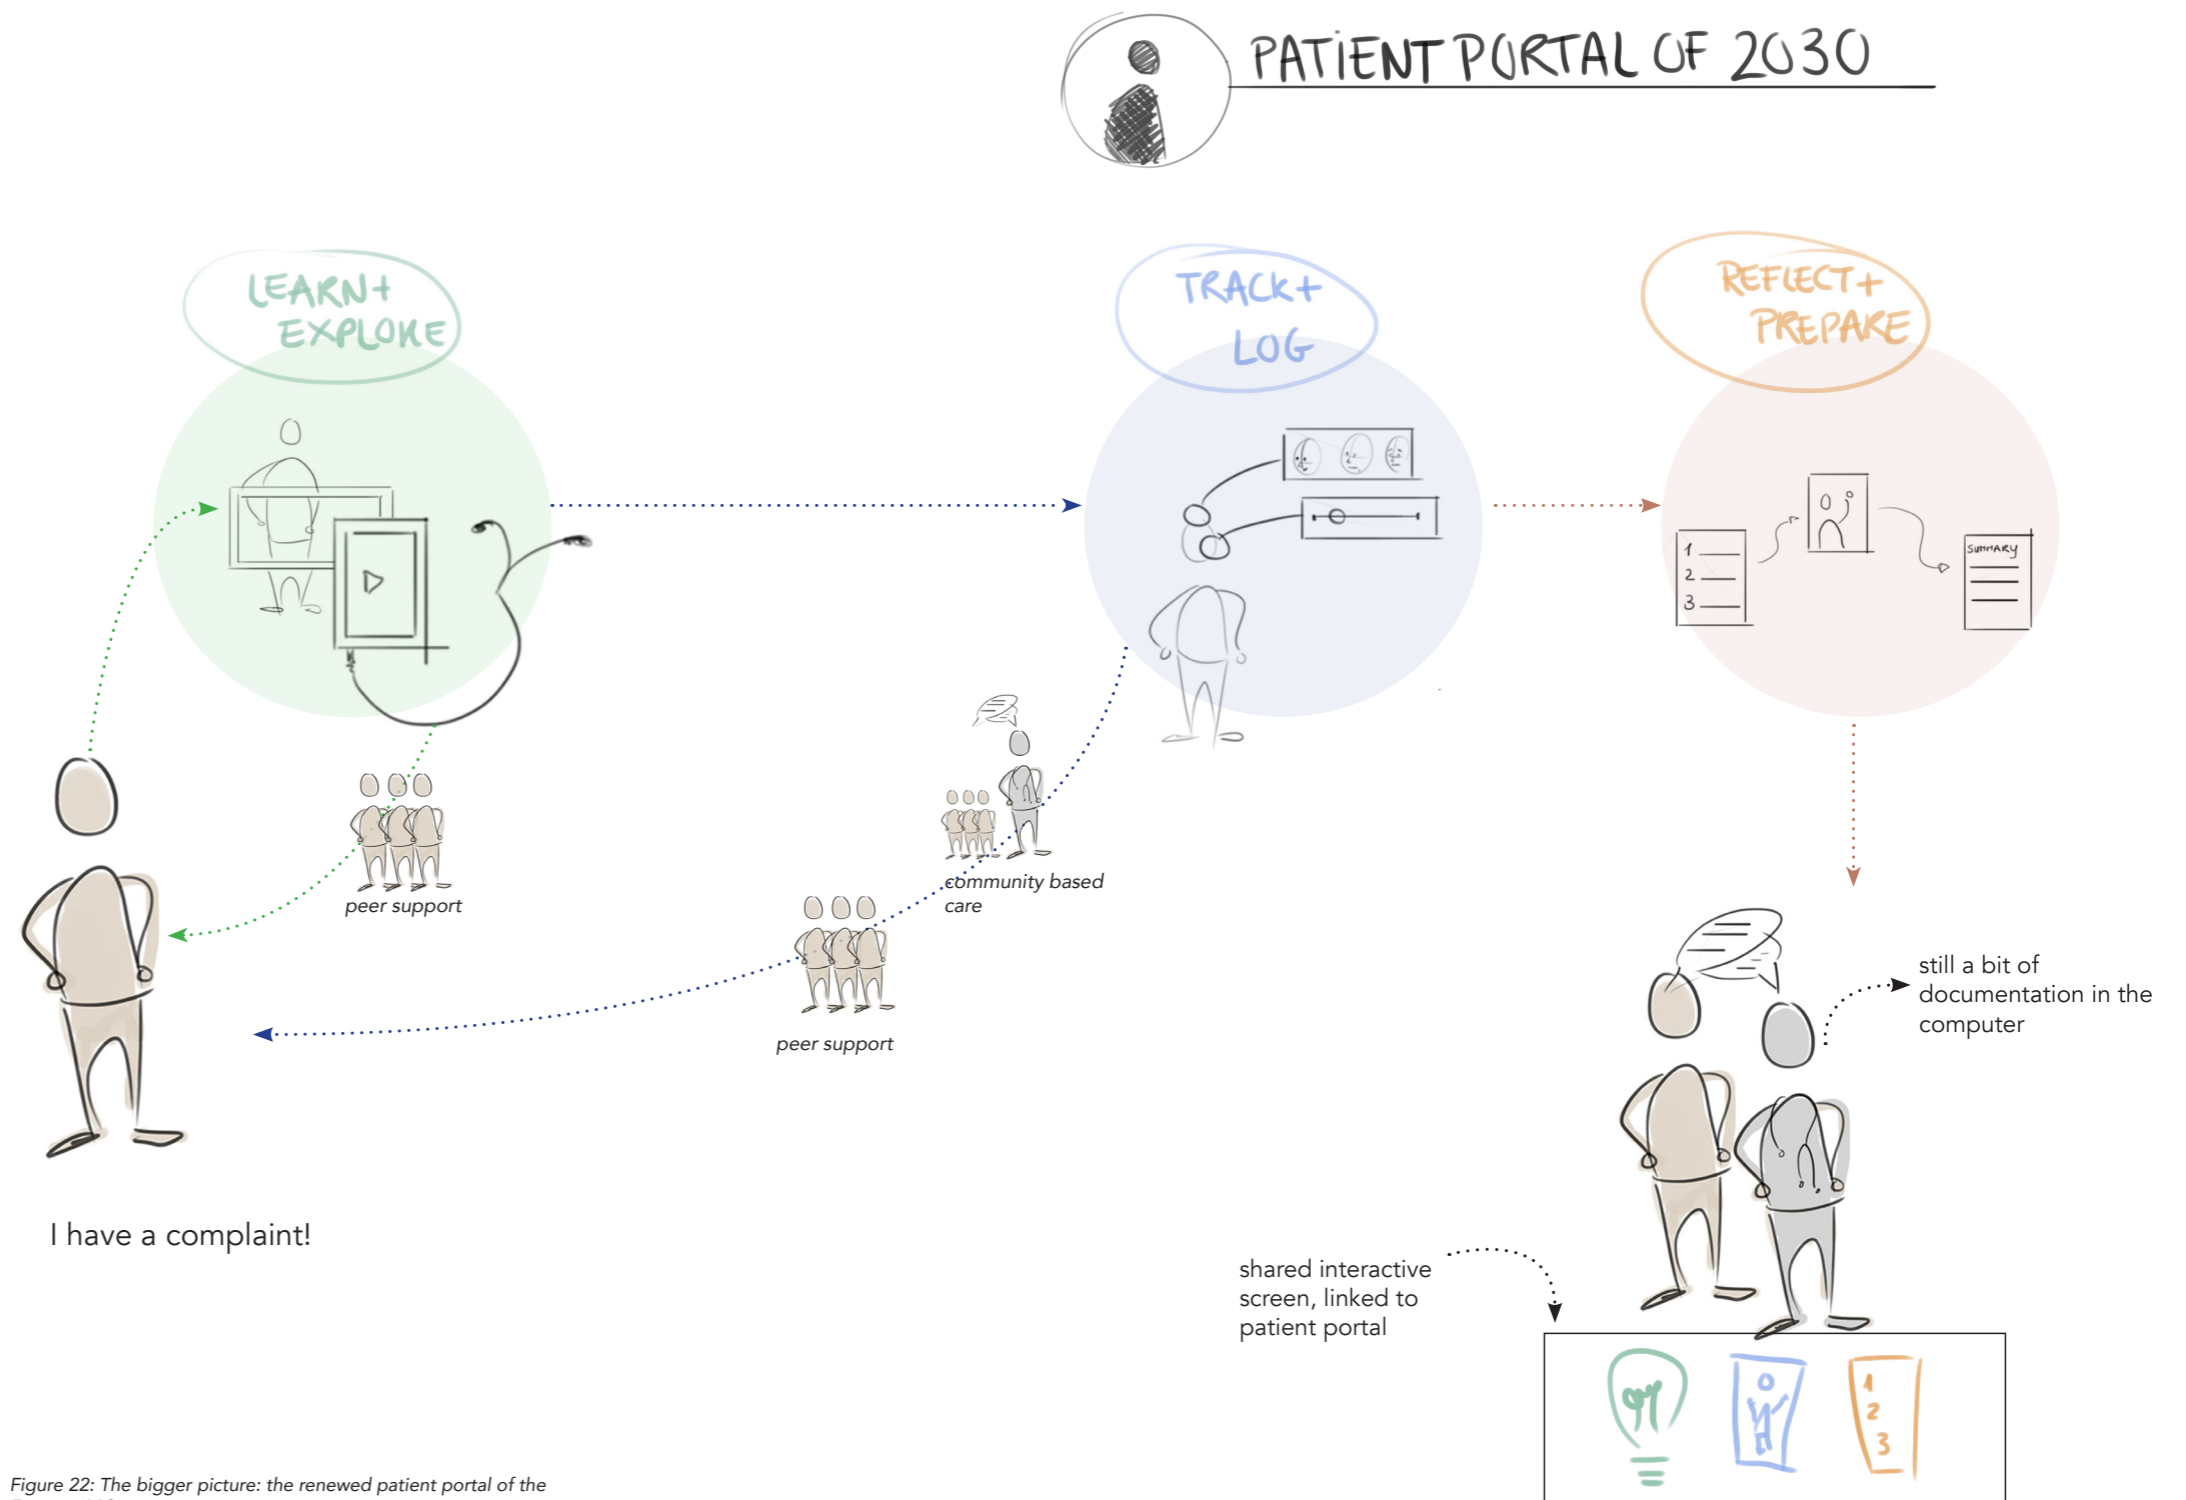 PATIENT PORTAL OF 2030
LEARN+
EXPLORE
TRACK+
LOG
REFLECT+
PREPARE
1
2
3
SUMMARY
peer support
community based
care
peer support
still a bit of
documentation in the
computer
I have a complaint!
shared interactive
screen, linked to
patient portal
1
2
3
Figure 22: The bigger picture: the renewed patient portal of the